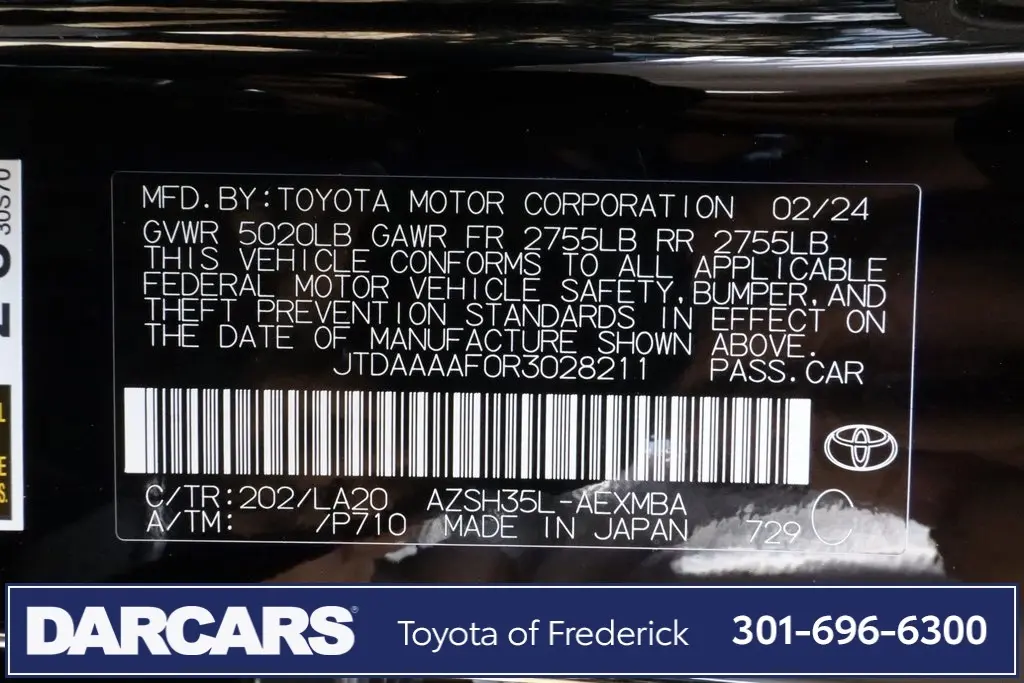 30S70
MFD.BY:TOYOTA MOTOR CORPORATION 02/24
GVWR 5020LB GAWR FR 2755LB RR 2755LB
THIS VEHICLE CONFORMS TO ALL APPLICABLE
FEDERAL MOTOR VEHICLE SAFETY,BUMPER,AND
THEFT PREVENTION STANDARDS IN EFFECT ON
THE DATE OF MANUFACTURE SHOWN ABOVE.
JTDAAAAF0R3028211 PASS.CAR
C/TR:202/LA20 AZSH35L-AEXMBA
A/TM: /P710 MADE IN JAPAN 729
DARCARS® Toyota of Frederick 301-696-6300